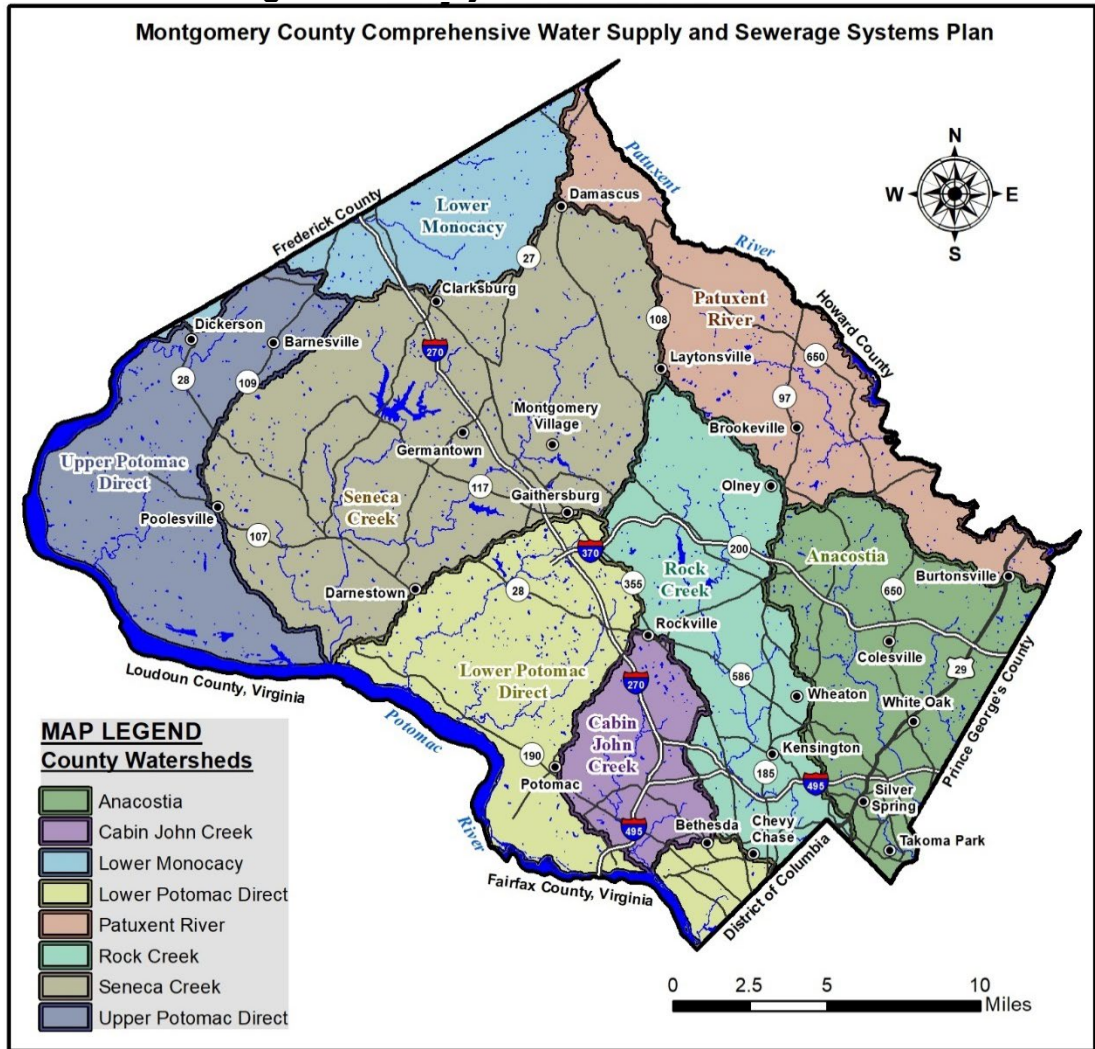 Montgomery County Comprehensive Water Supply and Sewerage Systems Plan
N
W
E
S
Patuxent
River
Damascus
Lower
Monocacy
Frederick County
27
Clarksburg
Dickerson
Barnesville
270
28
109
108
Patuxent
River
Howard County
650
Laytonsville
97
Brookeville
Montgomery
Village
Germantown
Upper Potomac
Direct
Seneca
Creek
117
Gaithersburg
Olney
Poolesville
107
370
200
Anacostia
Rock
Creek
355
28
Darnestown
Burtonsville
650
Rockville
Colesville
29
Loudoun County, Virginia
Lower Potomac
Direct
270
586
Wheaton
White Oak
Prince George's County
Potomac
River
Cabin
John
Creek
190
Potomac
Kensington
185
495
Silver
Spring
495
Bethesda
Chevy
Chase
Takoma Park
Fairfax County, Virginia
District of Columbia
MAP LEGEND
County Watersheds
Anacostia
Cabin John Creek
Lower Monocacy
Lower Potomac Direct
Patuxent River
Rock Creek
Seneca Creek
Upper Potomac Direct
0 2.5 5 10
Miles